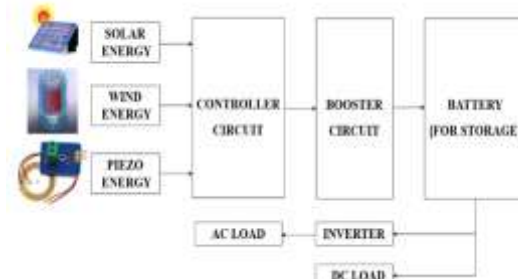 SOLAR
ENERGY
WIND
ENERGY
PIEZO
ENERGY
CONTROLLER
CIRCUIT
BOOSTER
CIRCUIT
BATTERY
[FOR STORAGE
AC LOAD
INVERTER
DC LOAD